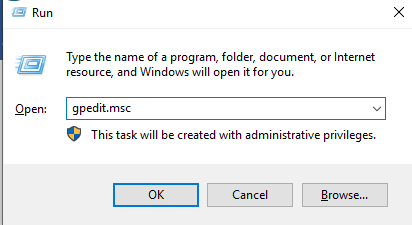 Run
Type the name of a program, folder, document, or Internet
resource, and Windows will open it for you.
Open: gpedit.msc
This task will be created with administrative privileges.
OK Cancel Browse...